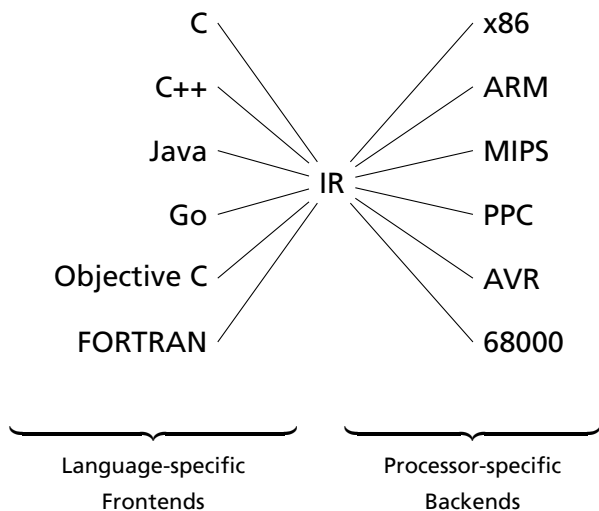 C
C++
Java
Go
Objective C
FORTRAN
IR
x86
ARM
MIPS
PPC
AVR
68000
Language-specific
Frontends
Processor-specific
Backends